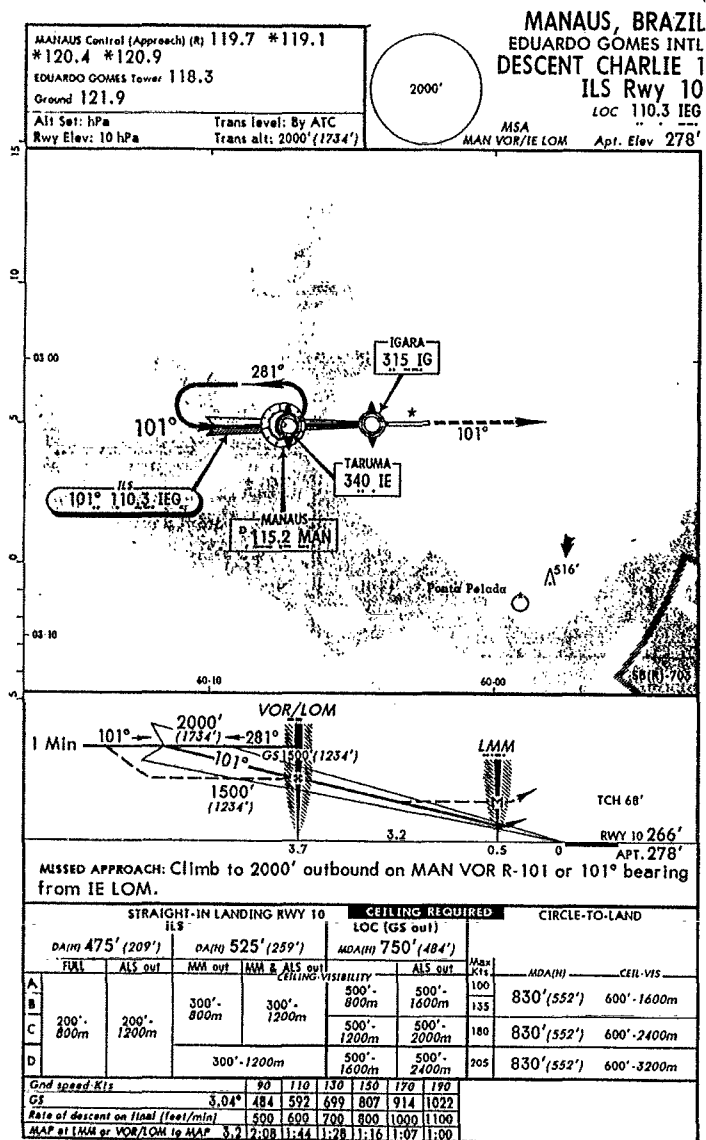 MANAUS, BRAZIL
EDUARDO GOMES INTL
DESCENT CHARLIE 1
ILS Rwy 10
LOC 110.3 IEG
MANAUS Control (Approach) (R) 119.7 *119.1
*120.4 *120.9
EDUARDO GOMES Tower 118.3
Ground 121.9
Alt Set: hPa Trans level: By ATC
Rwy Elev: 10 hPa Trans alt: 2000' (1734')
2000'
MSA
MAN VOR/IE LOM
Apt. Elev 278'
15
10
5
0
5
03 00
03 10
60-10
60-00
281°
101°
IGARA
315 IG
*
101°
TARUMA
340 IE
ILS
101° 110.3 IEG
MANAUS
D 115.2 MAN
516'
Ponta Pelada
SB(R)-703
VOR/LOM
1 Min
101°
2000'
(1734')
281°
101°
GS 1500' (1234')
1500'
(1234')
LMM
M
TCH 68'
RWY 10 266'
APT. 278'
3.7
3.2
0.5
0
MISSED APPROACH: Climb to 2000' outbound on MAN VOR R-101 or 101° bearing
from IE LOM.
STRAIGHT-IN LANDING RWY 10 CEILING REQUIRED CIRCLE-TO-LAND
ILS LOC (GS out)
DA(H) 475' (209') DA(H) 525' (259') MDA(H) 750' (484')
FULL ALS out MM out MM & ALS out ALS out Max Kts MDA(H) CEIL-VIS
CEILING-VISIBILITY
A
B
C
D
200'-800m
200'-1200m
300'-800m
300'-1200m
500'-800m
500'-1600m
100
135
830' (552') 600'-1600m
500'-1200m
500'-2000m
180 830' (552') 600'-2400m
300'-1200m
500'-1600m
500'-2400m
205 830' (552') 600'-3200m
Gnd speed-Kts 90 110 130 150 170 190
GS 3.04° 484 592 699 807 914 1022
Rate of descent on final (feet/min) 500 600 700 800 1000 1100
MAP at LMM or VOR/LOM to MAP 3.2 2:08 1:44 1:28 1:16 1:07 1:00